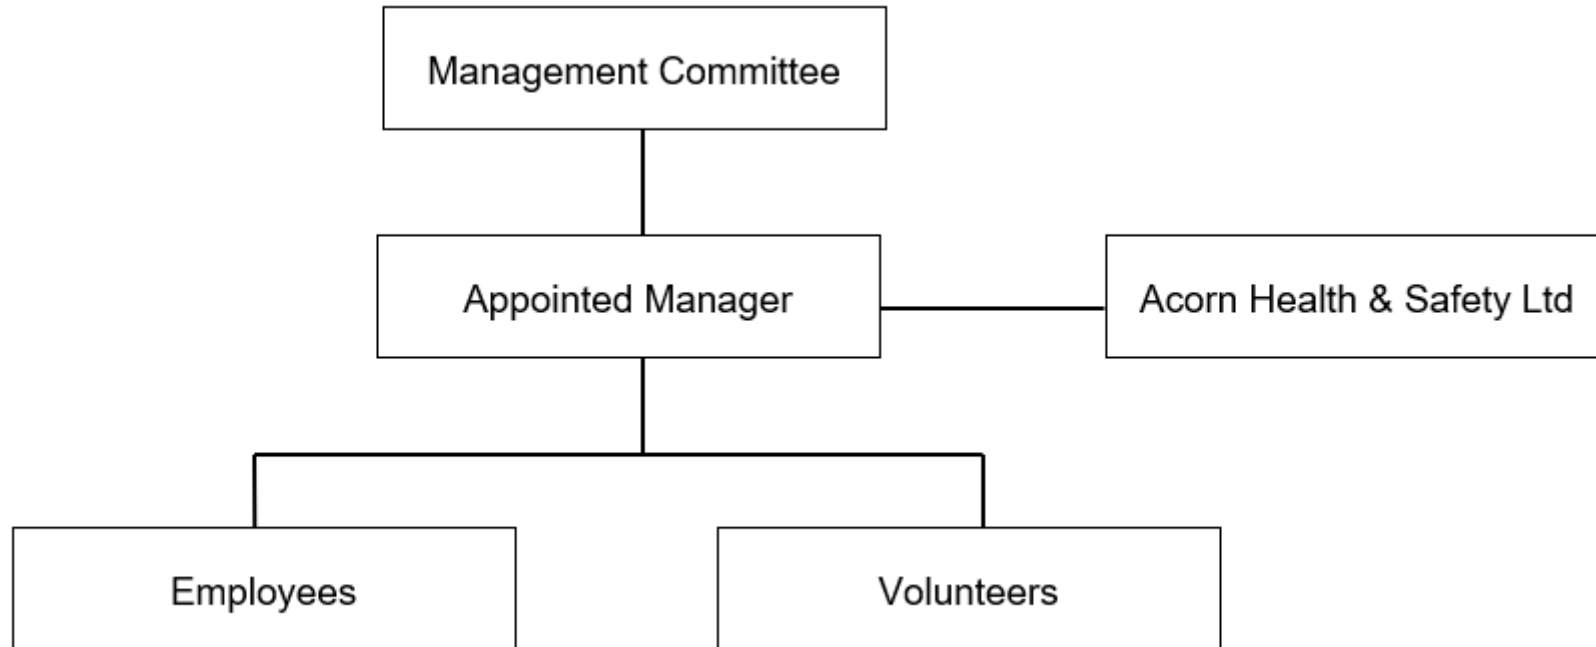 Management Committee
Appointed Manager
Acorn Health & Safety Ltd
Employees
Volunteers